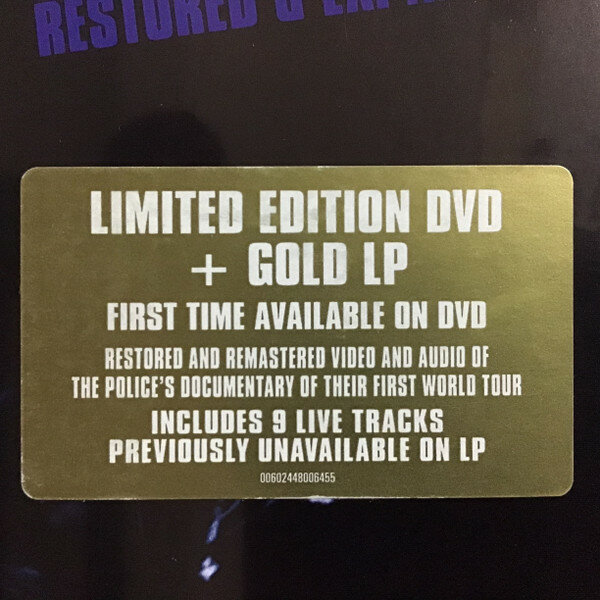 RESTORED &
LIMITED EDITION DVD
+ GOLD LP
FIRST TIME AVAILABLE ON DVD
RESTORED AND REMASTERED VIDEO AND AUDIO OF
THE POLICE'S DOCUMENTARY OF THEIR FIRST WORLD TOUR
INCLUDES 9 LIVE TRACKS
PREVIOUSLY UNAVAILABLE ON LP
00602448006455